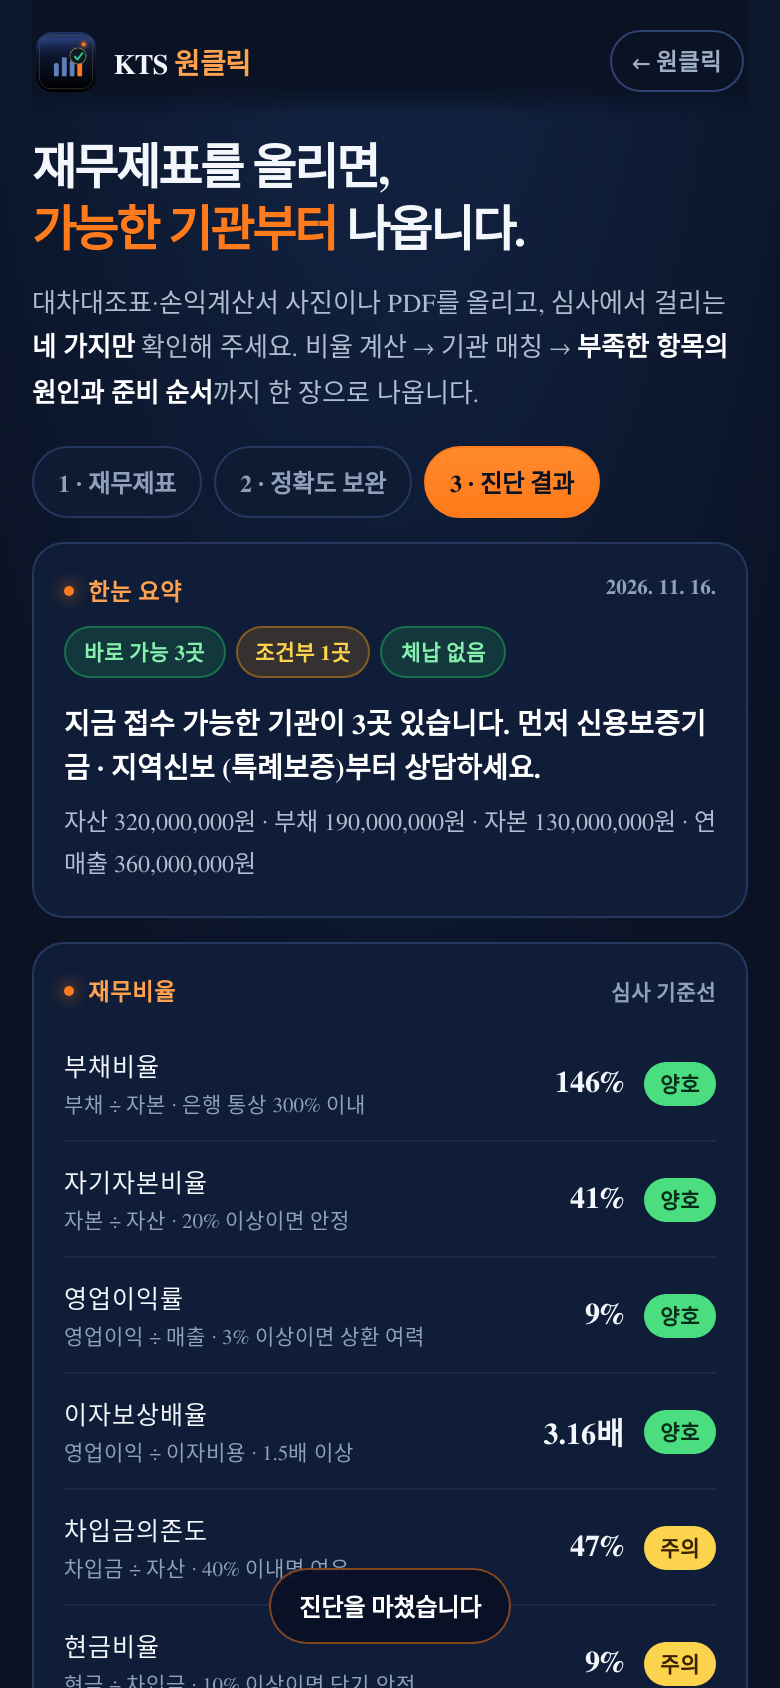 KTS 원클릭
← 원클릭
재무제표를 올리면,
가능한 기관부터 나옵니다.
대차대조표·손익계산서 사진이나 PDF를 올리고, 심사에서 걸리는
네 가지만 확인해 주세요. 비율 계산 → 기관 매칭 → 부족한 항목의
원인과 준비 순서까지 한 장으로 나옵니다.
1 · 재무제표
2 · 정확도 보완
3 · 진단 결과
한눈 요약
2026. 11. 16.
바로 가능 3곳
조건부 1곳
체납 없음
지금 접수 가능한 기관이 3곳 있습니다. 먼저 신용보증기
금 · 지역신보 (특례보증)부터 상담하세요.
자산 320,000,000원 · 부채 190,000,000원 · 자본 130,000,000원 · 연
매출 360,000,000원
재무비율
심사 기준선
부채비율
146%
양호
부채 ÷ 자본 · 은행 통상 300% 이내
자기자본비율
41%
양호
자본 ÷ 자산 · 20% 이상이면 안정
영업이익률
9%
양호
영업이익 ÷ 매출 · 3% 이상이면 상환 여력
이자보상배율
3.16배
양호
영업이익 ÷ 이자비용 · 1.5배 이상
차입금의존도
47%
주의
차입금 ÷ 자산 · 40% 이내면 여유
진단을 마쳤습니다
현금비율
9%
주의
현금 ÷ 차입금 · 10% 이상이면 단기 안정